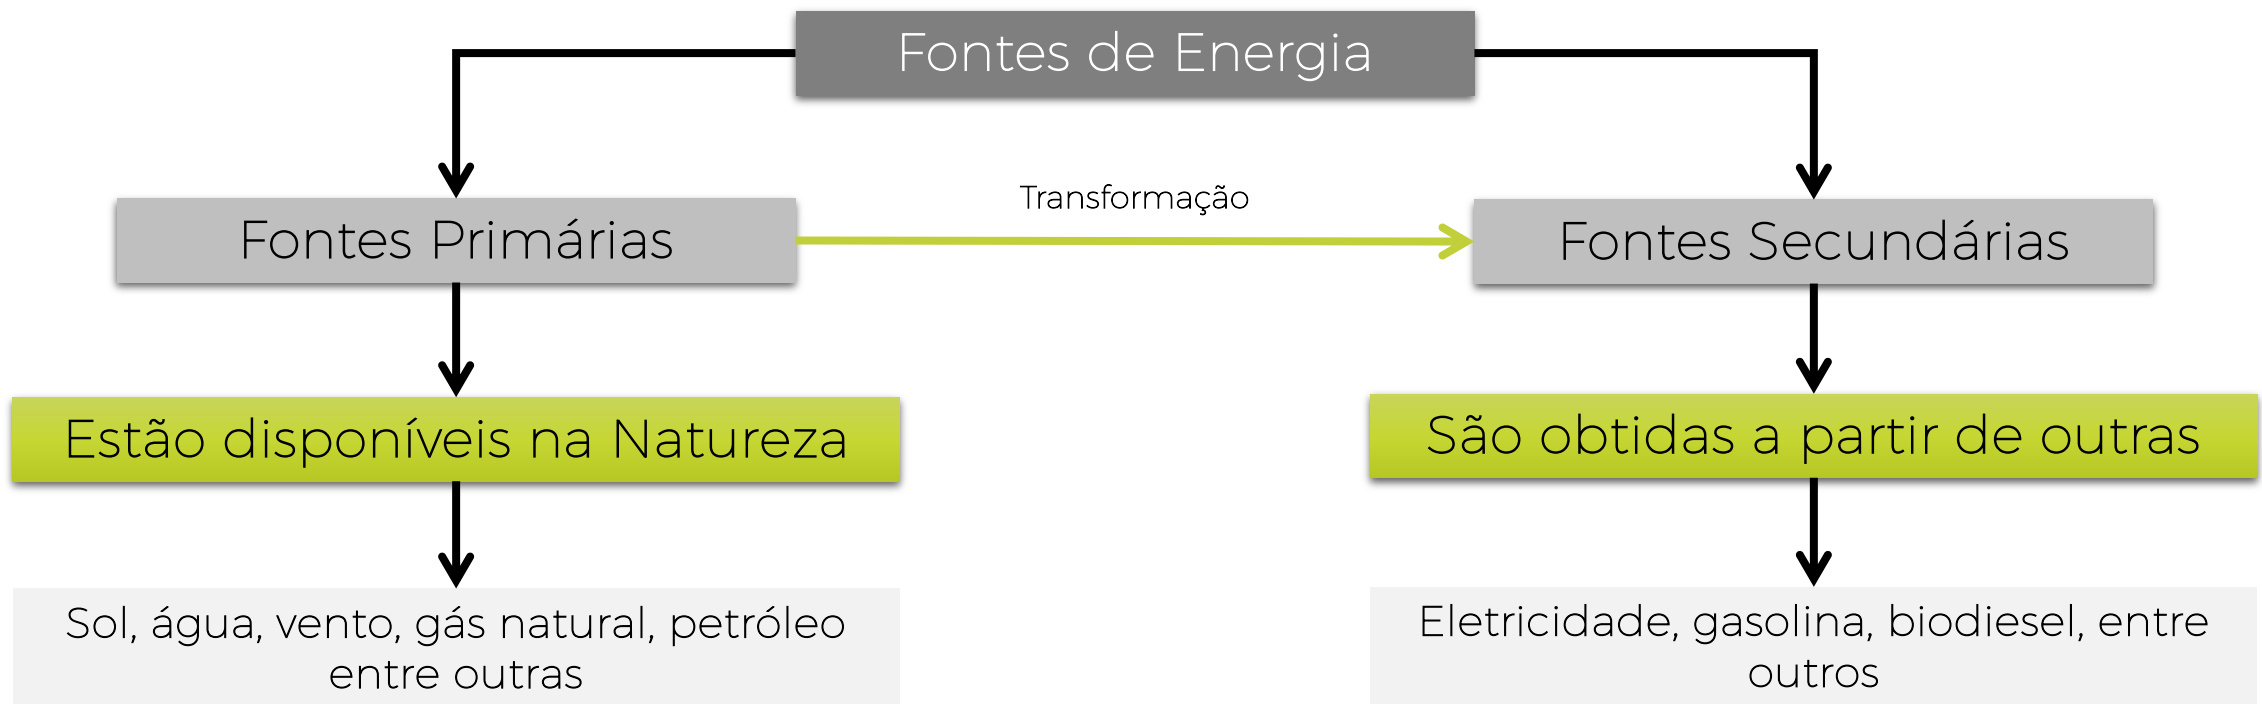 Fontes de Energia
Transformação
Fontes Primárias
Fontes Secundárias
Estão disponíveis na Natureza
São obtidas a partir de outras
Sol, água, vento, gás natural, petróleo
entre outras
Eletricidade, gasolina, biodiesel, entre
outros